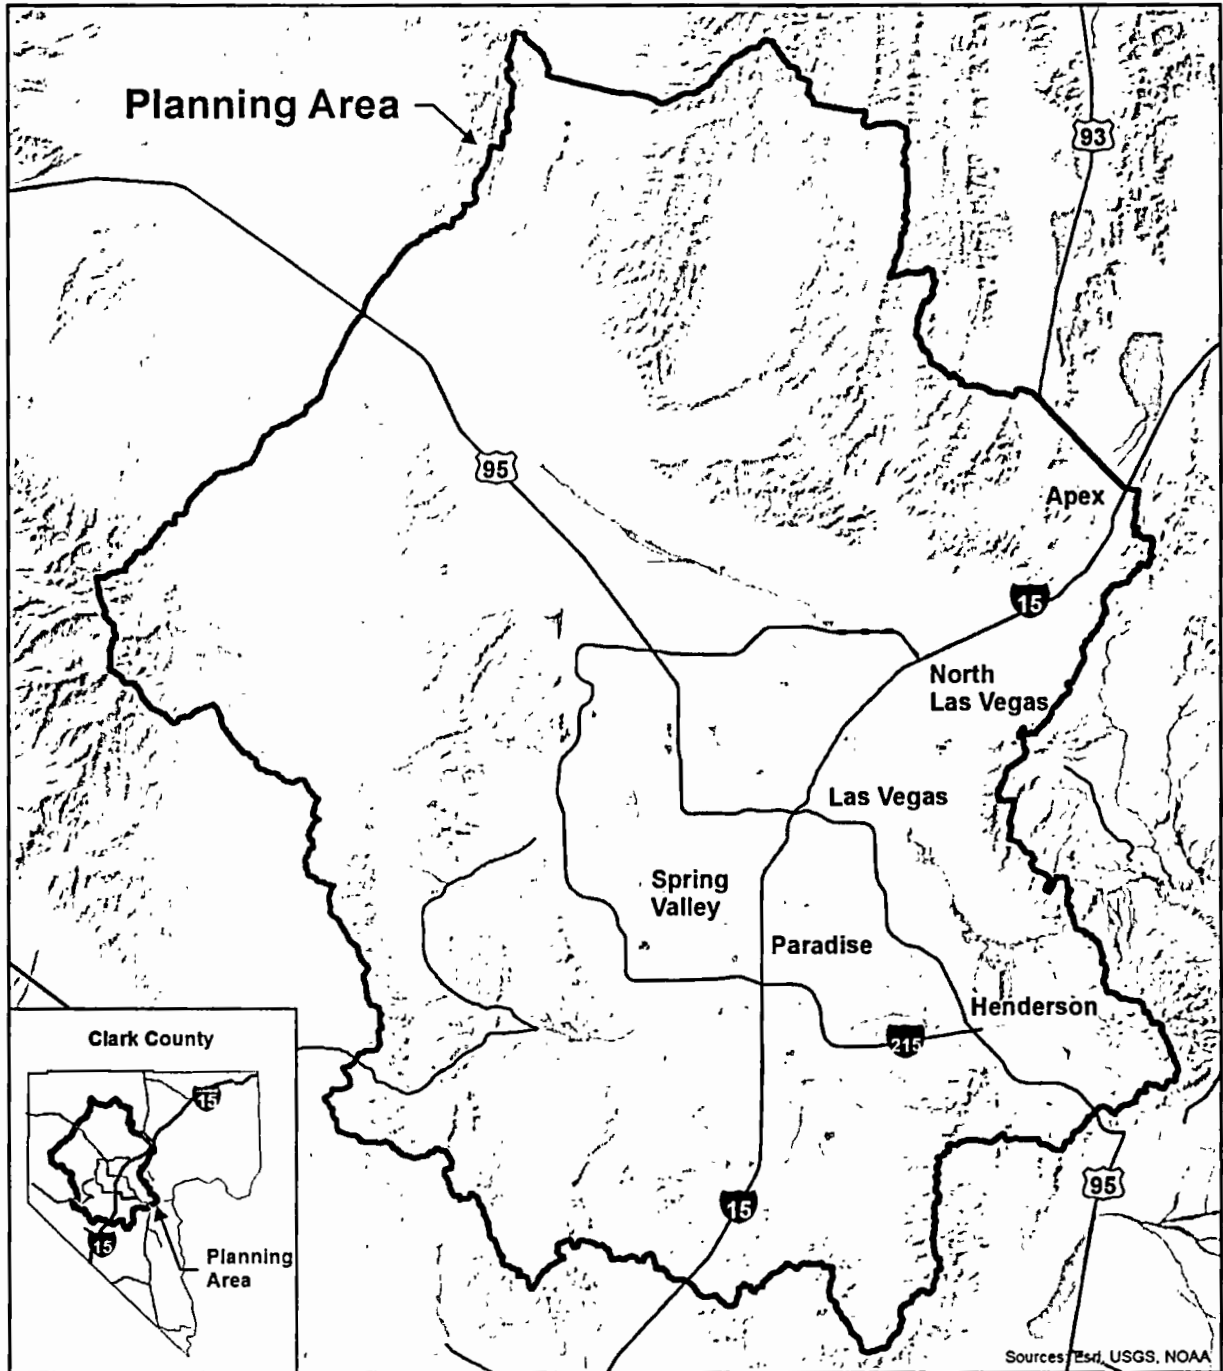 Planning Area
93
95
Apex
15
North
Las Vegas
Las Vegas
Spring
Valley
Paradise
Henderson
215
95
15
Clark County
15
15
Planning
Area
Sources: Esri, USGS, NOAA